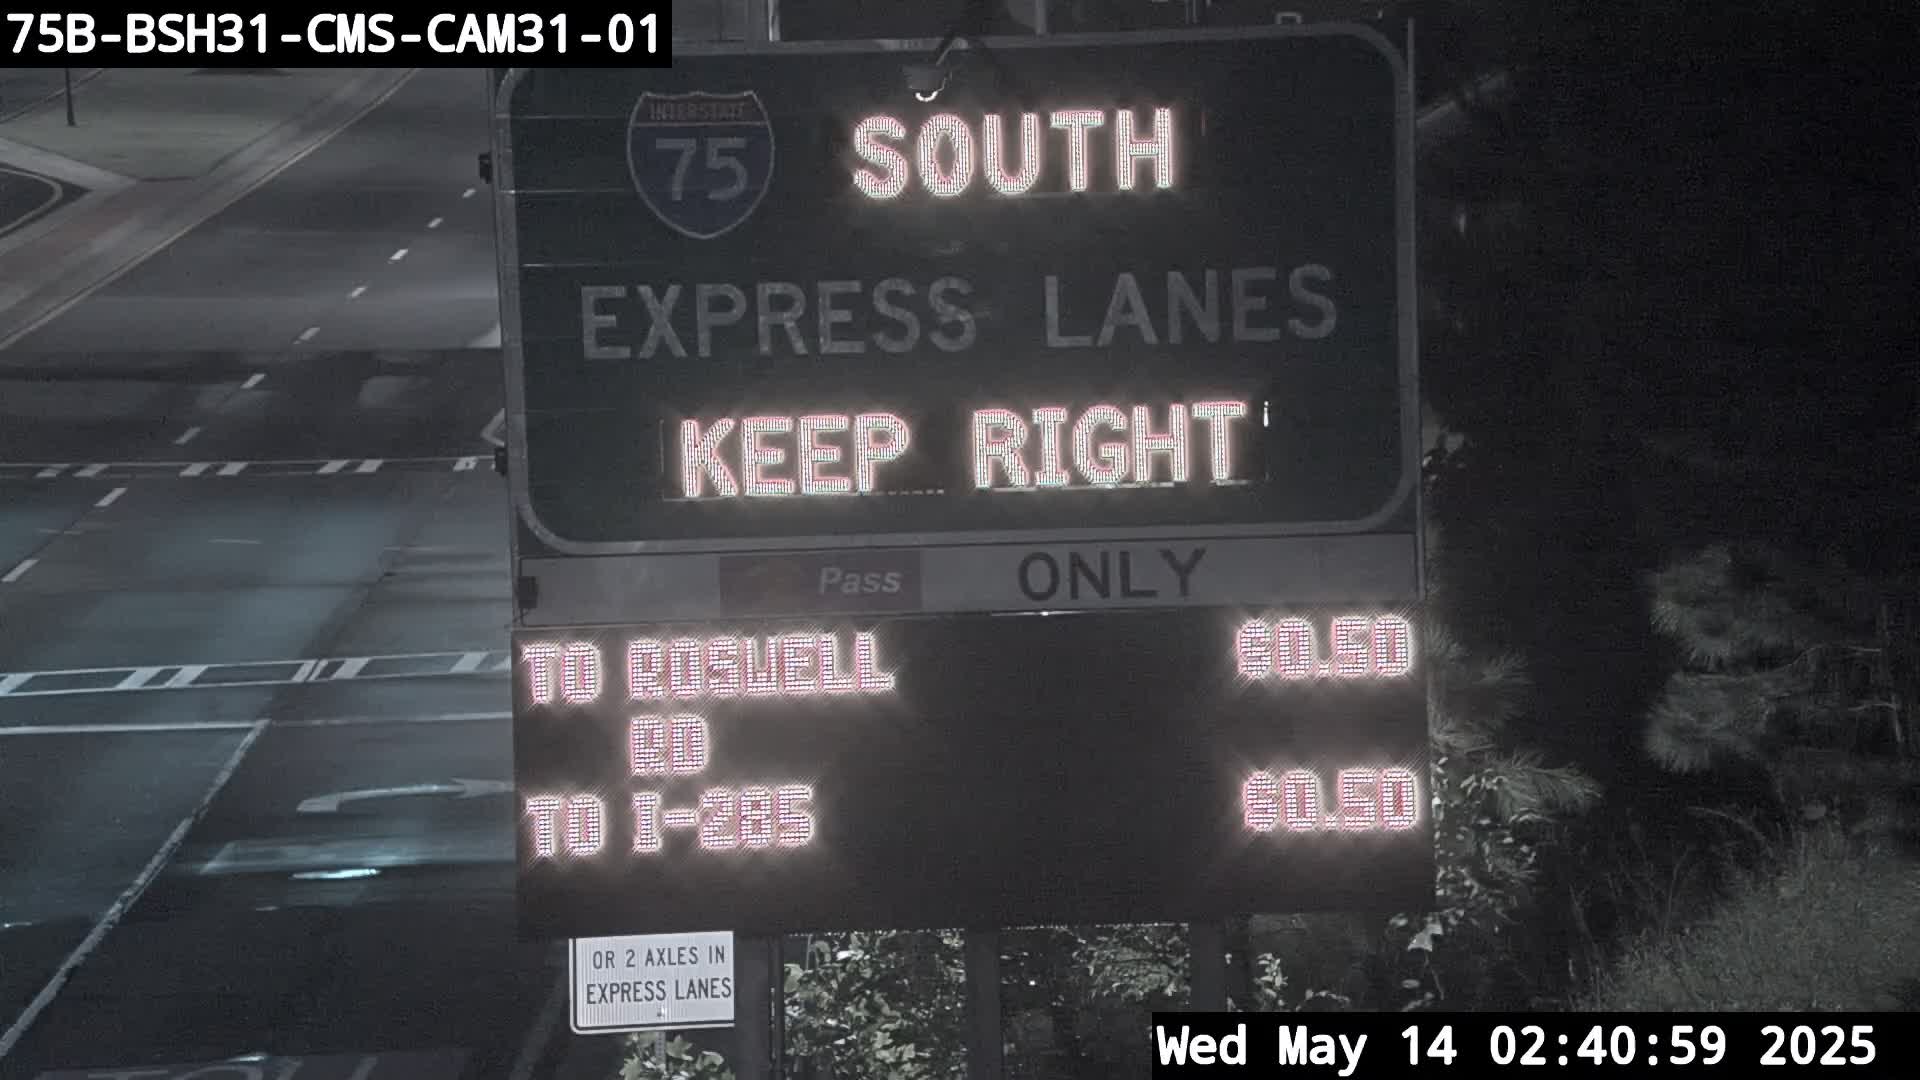 75B-BSH31-CMS-CAM31-01
INTERSTATE
75
SOUTH
EXPRESS LANES
KEEP RIGHT
Pass ONLY
TO ROSWELL $0.50
RD
TO I-285 $0.50
OR 2 AXLES IN
EXPRESS LANES
Wed May 14 02:40:59 2025